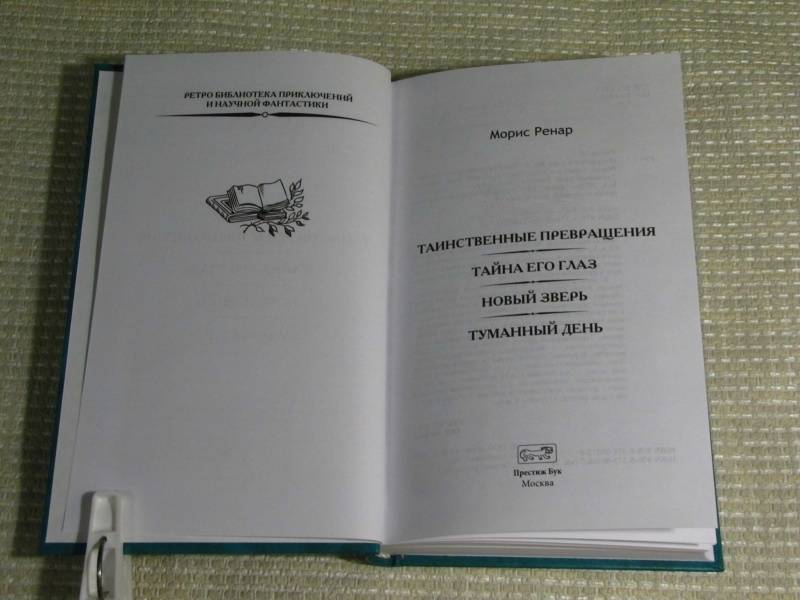 РЕТРО БИБЛИОТЕКА ПРИКЛЮЧЕНИЙ
И НАУЧНОЙ ФАНТАСТИКИ
Морис Ренар
ТАИНСТВЕННЫЕ ПРЕВРАЩЕНИЯ
ТАЙНА ЕГО ГЛАЗ
НОВЫЙ ЗВЕРЬ
ТУМАННЫЙ ДЕНЬ
Престиж Бук
Москва